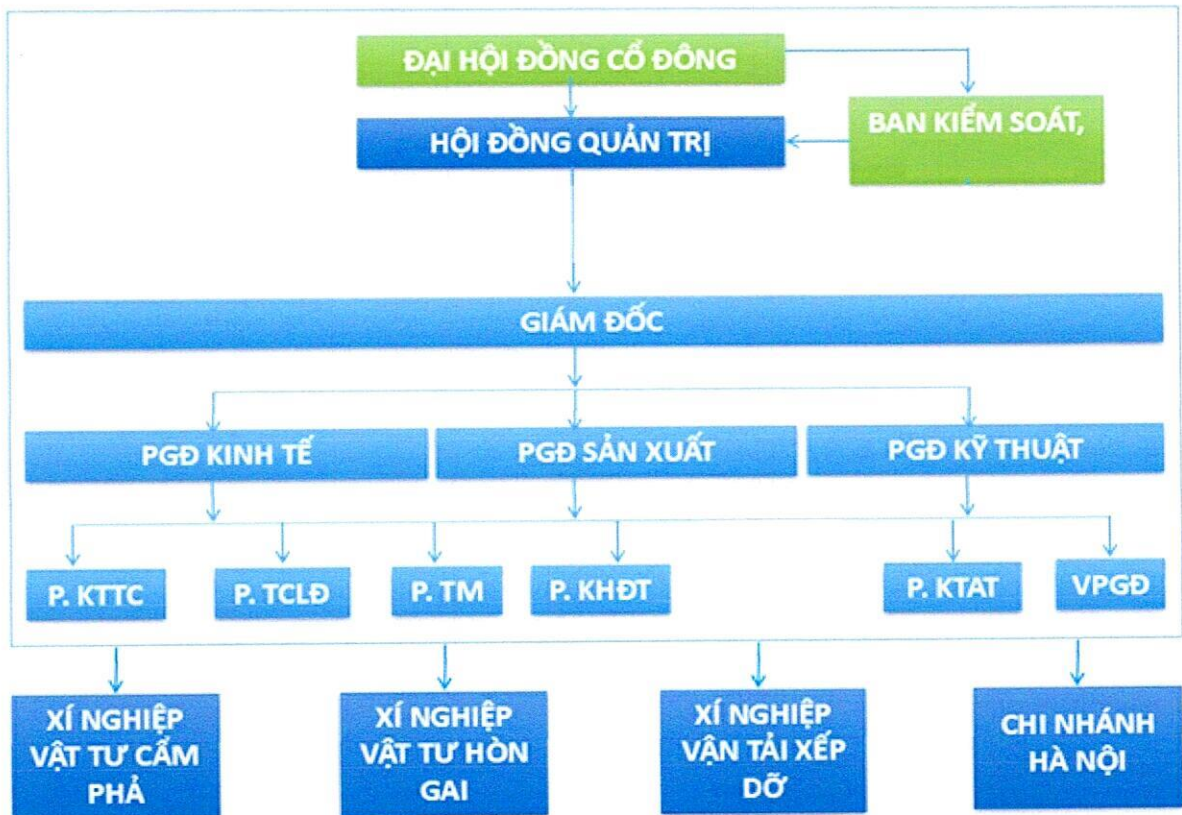 ĐẠI HỘI ĐỒNG CỔ ĐÔNG
BAN KIỂM SOÁT,
HỘI ĐỒNG QUẢN TRỊ
GIÁM ĐỐC
PGĐ KINH TẾ
PGĐ SẢN XUẤT
PGĐ KỸ THUẬT
P. KTTC
P. TCLĐ
P. TM
P. KHĐT
P. KTAT
VPGĐ
XÍ NGHIỆP
VẬT TƯ CẨM
PHẢ
XÍ NGHIỆP
VẬT TƯ HÒN
GAI
XÍ NGHIỆP
VẬN TẢI XẾP
DỠ
CHI NHÁNH
HÀ NỘI